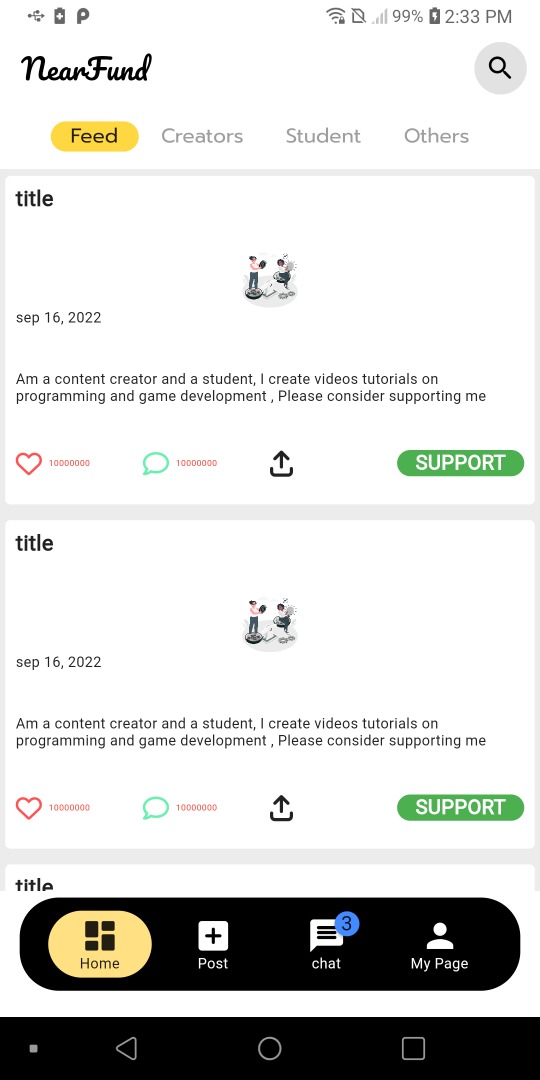 99% 2:33 PM
NearFund
Feed Creators Student Others
title
sep 16, 2022
Am a content creator and a student, I create videos tutorials on
programming and game development , Please consider supporting me
10000000 10000000 SUPPORT
title
sep 16, 2022
Am a content creator and a student, I create videos tutorials on
programming and game development , Please consider supporting me
10000000 10000000 SUPPORT
title
3
Home Post chat My Page